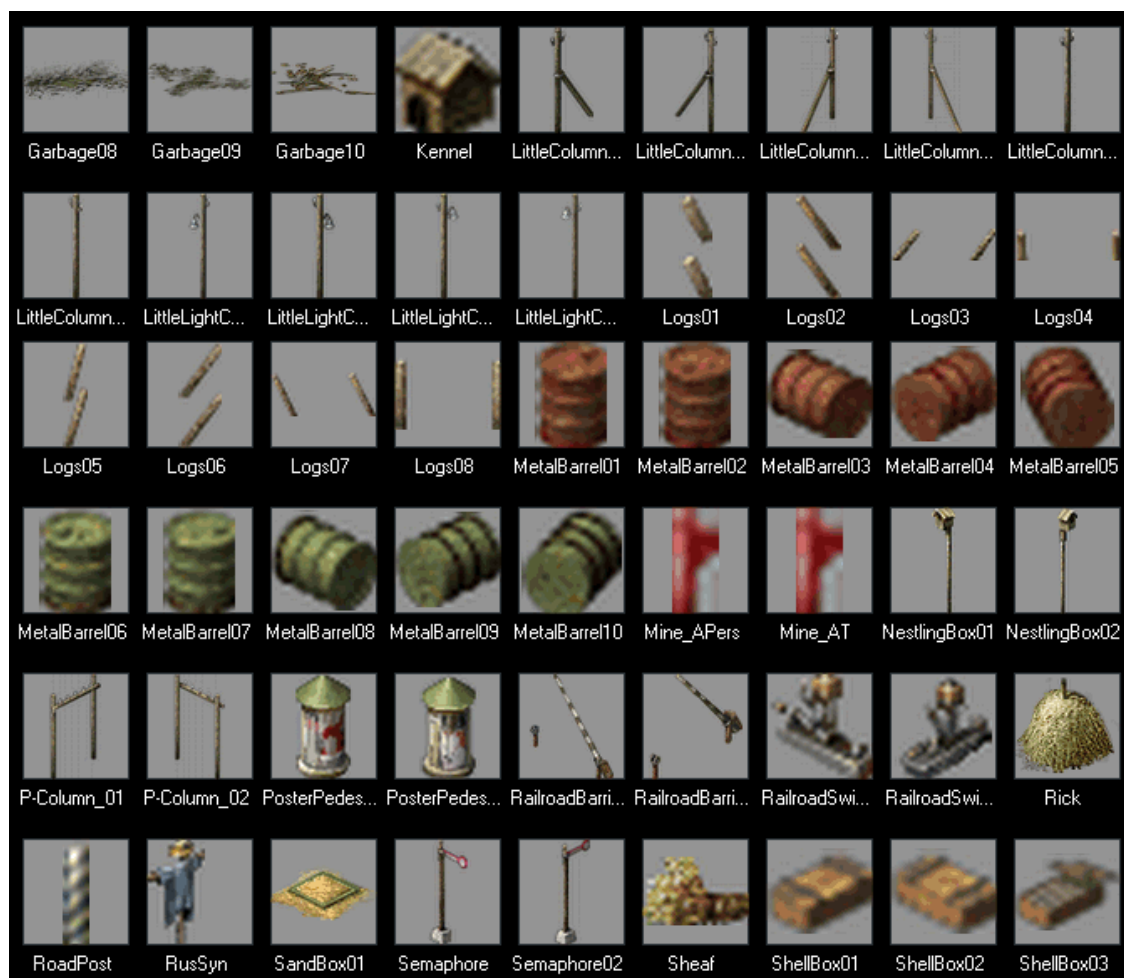 Garbage08 Garbage09 Garbage10 Kennel LittleColumn... LittleColumn... LittleColumn... LittleColumn... LittleColumn...
LittleColumn... LittleLightC... LittleLightC... LittleLightC... LittleLightC... Logs01 Logs02 Logs03 Logs04
Logs05 Logs06 Logs07 Logs08 MetalBarrel01 MetalBarrel02 MetalBarrel03 MetalBarrel04 MetalBarrel05
MetalBarrel06 MetalBarrel07 MetalBarrel08 MetalBarrel09 MetalBarrel10 Mine_APers Mine_AT NestlingBox01 NestlingBox02
P-Column_01 P-Column_02 PosterPedes... PosterPedes... RailroadBarri... RailroadBarri... RailroadSwi... RailroadSwi... Rick
RoadPost RusSyn SandBox01 Semaphore Semaphore02 Sheaf ShellBox01 ShellBox02 ShellBox03